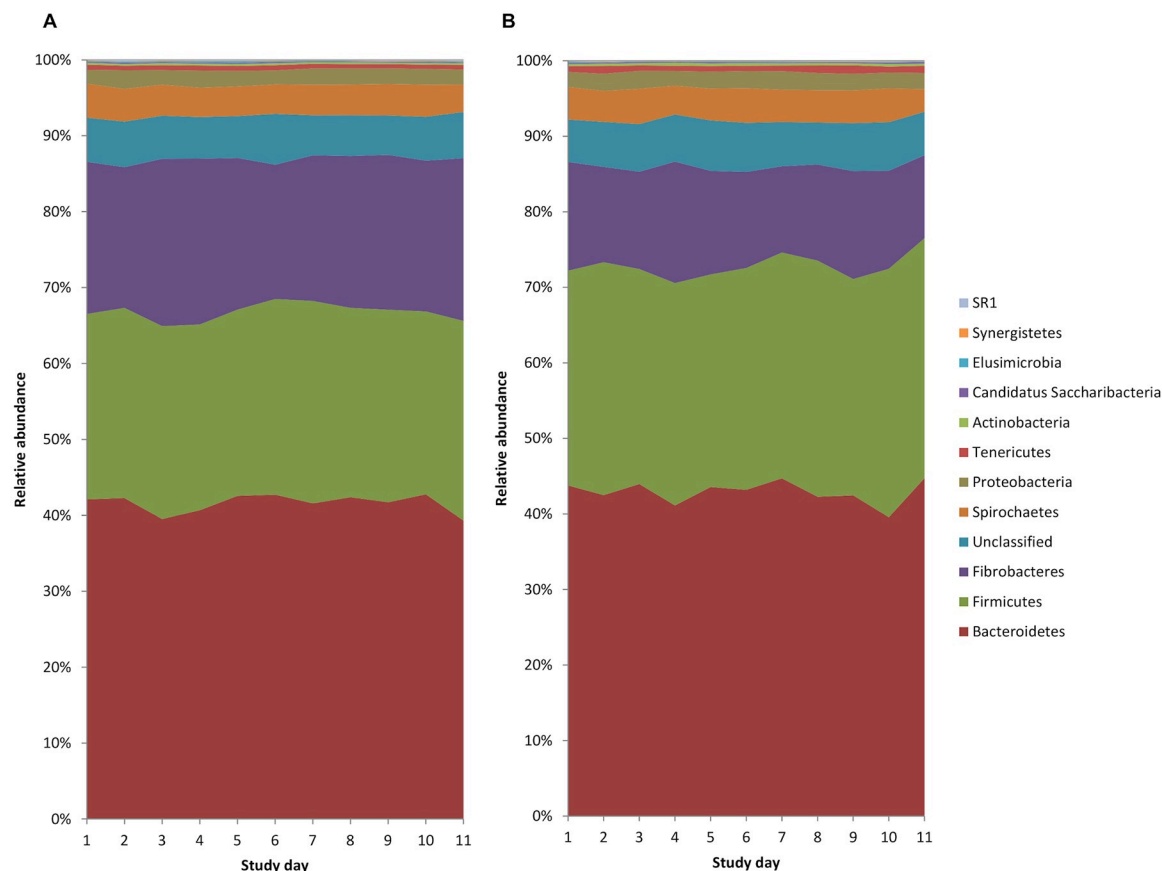 A
B
100%
90%
80%
70%
60%
50%
40%
30%
20%
10%
0%
Relative abundance
1 2 3 4 5 6 7 8 9 10 11
Study day
100%
90%
80%
70%
60%
50%
40%
30%
20%
10%
0%
Relative abundance
1 2 3 4 5 6 7 8 9 10 11
Study day
SR1
Synergistetes
Elusimicrobia
Candidatus Saccharibacteria
Actinobacteria
Tenericutes
Proteobacteria
Spirochaetes
Unclassified
Fibrobacteres
Firmicutes
Bacteroidetes